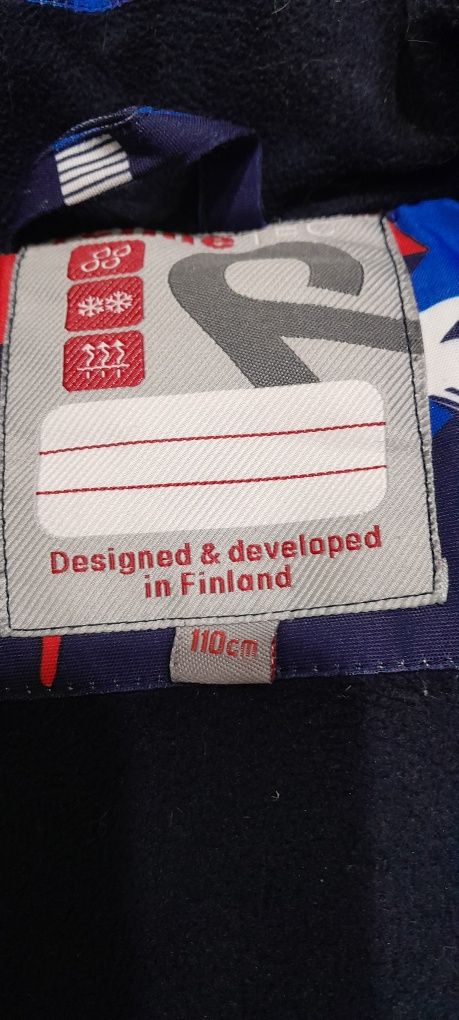 Designed & developed
in Finland
110cm